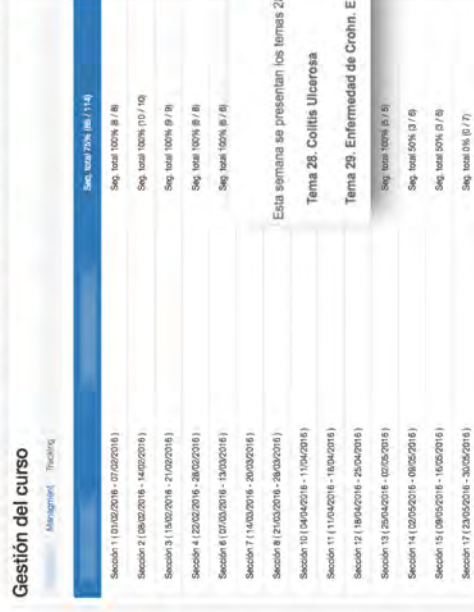 Gestión del curso
Managment Tracking
Seg. total 75% (86 / 114)
Sección 1 ( 01/02/2016 - 07/02/2016 ) Seg. total 100% (8 / 8)
Sección 2 ( 08/02/2016 - 14/02/2016 ) Seg. total 100% (10 / 10)
Sección 3 ( 15/02/2016 - 21/02/2016 ) Seg. total 100% (9 / 9)
Sección 4 ( 22/02/2016 - 28/02/2016 ) Seg. total 100% (8 / 8)
Sección 6 ( 07/03/2016 - 13/03/2016 ) Seg. total 100% (6 / 6)
Sección 7 ( 14/03/2016 - 20/03/2016 )
Sección 8 ( 21/03/2016 - 28/03/2016 )
Sección 10 ( 04/04/2016 - 11/04/2016 )
Sección 11 ( 11/04/2016 - 18/04/2016 )
Sección 12 ( 18/04/2016 - 25/04/2016 )
Esta semana se presentan los temas 28
Tema 28. Colitis Ulcerosa
Tema 29. Enfermedad de Crohn. E
Sección 13 ( 25/04/2016 - 02/05/2016 ) Seg. total 100% (5 / 5)
Sección 14 ( 02/05/2016 - 09/05/2016 ) Seg. total 50% (3 / 6)
Sección 15 ( 09/05/2016 - 16/05/2016 ) Seg. total 50% (3 / 6)
Sección 17 ( 23/05/2016 - 30/05/2016 ) Seg. total 0% (0 / 7)